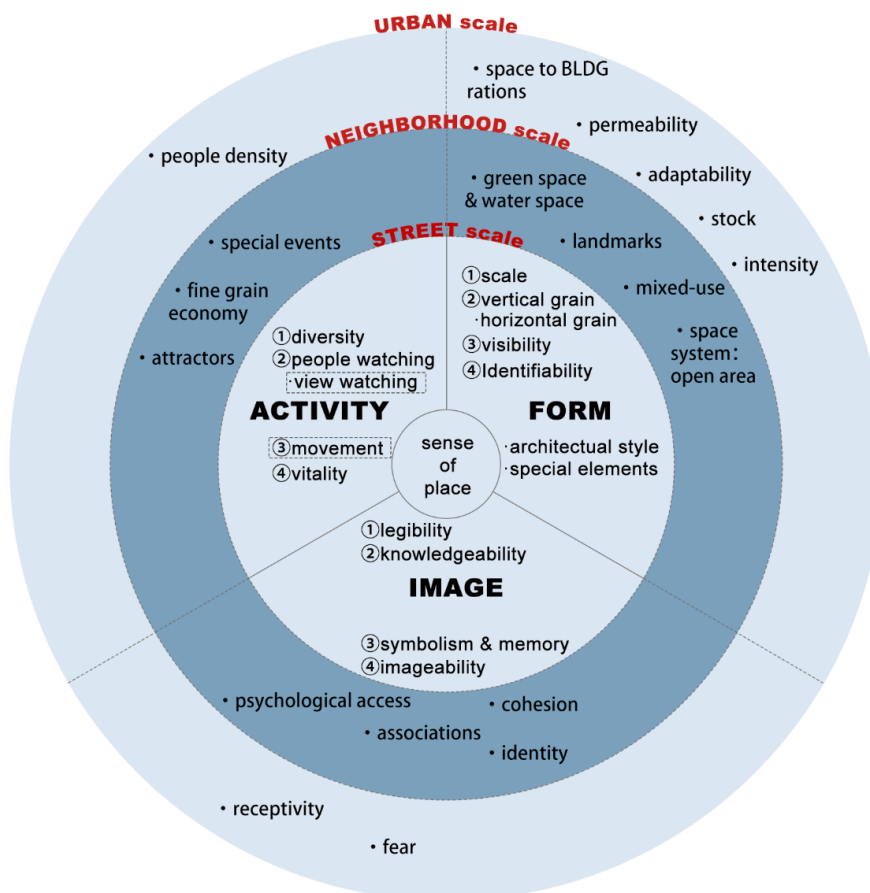 URBAN scale
・space to BLDG
rations
NEIGHBORHOOD scale
・permeability
・people density
・adaptability
・green space
& water space
・stock
STREET scale
・special events
・landmarks
・intensity
①scale
・mixed-use
・fine grain
economy
②vertical grain
·horizontal grain
①diversity
・space
system:
open area
③visibility
・attractors
②people watching
④Identifiability
·view watching
ACTIVITY
FORM
③movement
sense
of
place
·architectual style
·special elements
④vitality
①legibility
②knowledgeability
IMAGE
③symbolism & memory
④imageability
・psychological access
・cohesion
・associations
・identity
・receptivity
・fear